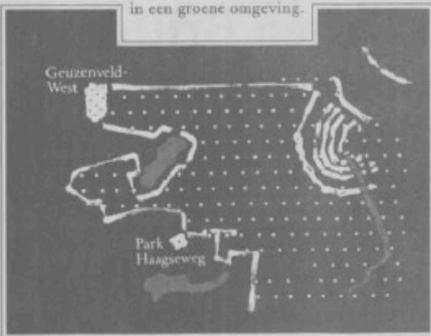 in een groene omgeving.
Geuzenveld-
West
Park
Haagseweg